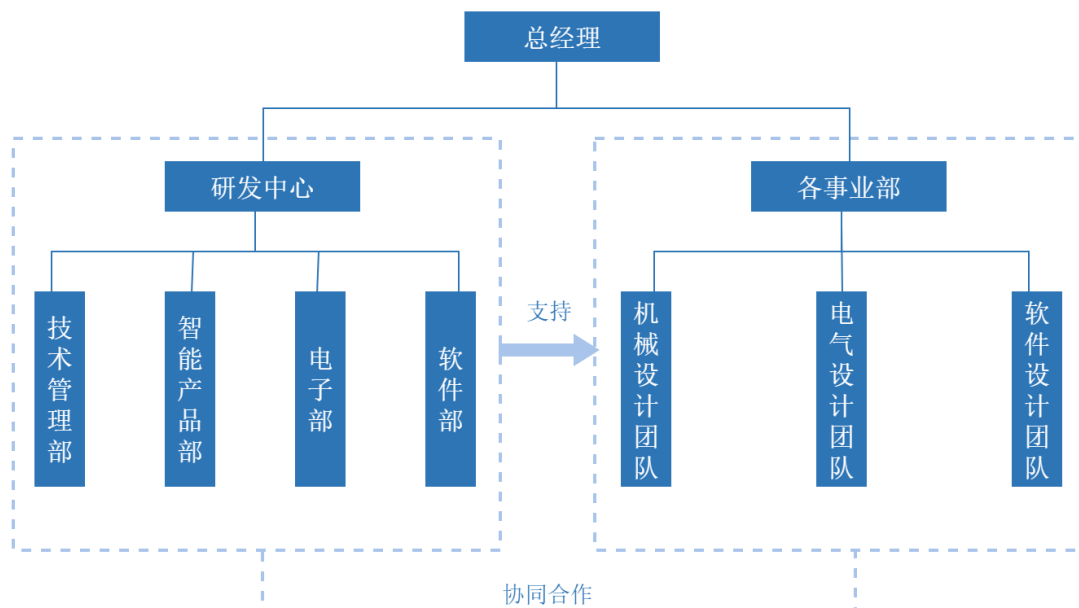 总经理
研发中心
各事业部
技术管理部
智能产品部
电子部
软件部
支持
机械设计团队
电气设计团队
软件设计团队
协同合作